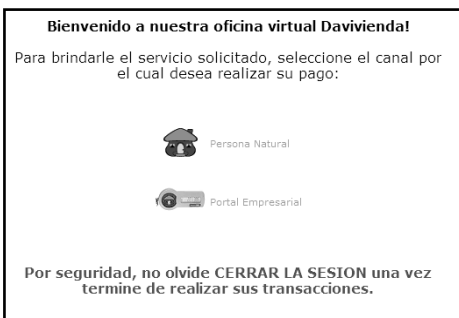 Bienvenido a nuestra oficina virtual Davivienda!
Para brindarle el servicio solicitado, seleccione el canal por
el cual desea realizar su pago:
Persona Natural
Portal Empresarial
Por seguridad, no olvide CERRAR LA SESION una vez
termine de realizar sus transacciones.